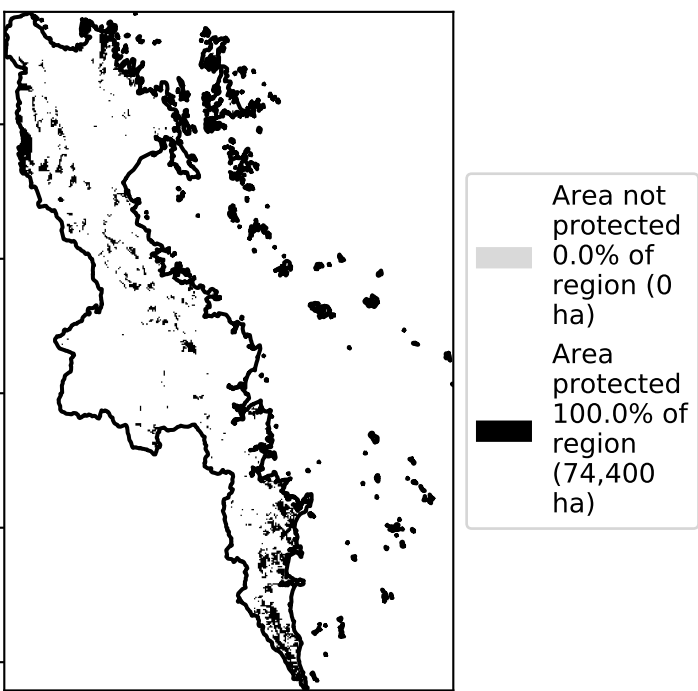 Area not
protected
0.0% of
region (0
ha)
Area
protected
100.0% of
region
(74,400
ha)